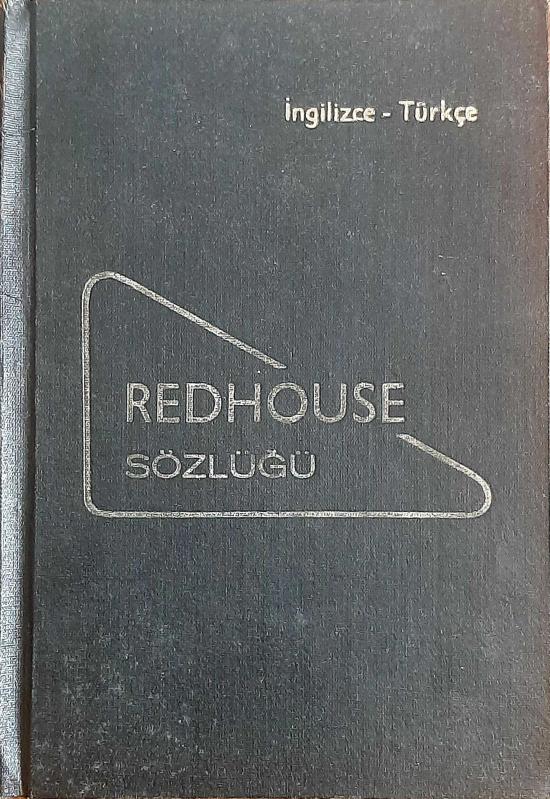 İngilizce - Türkçe
REDHOUSE
SÖZLÜĞÜ